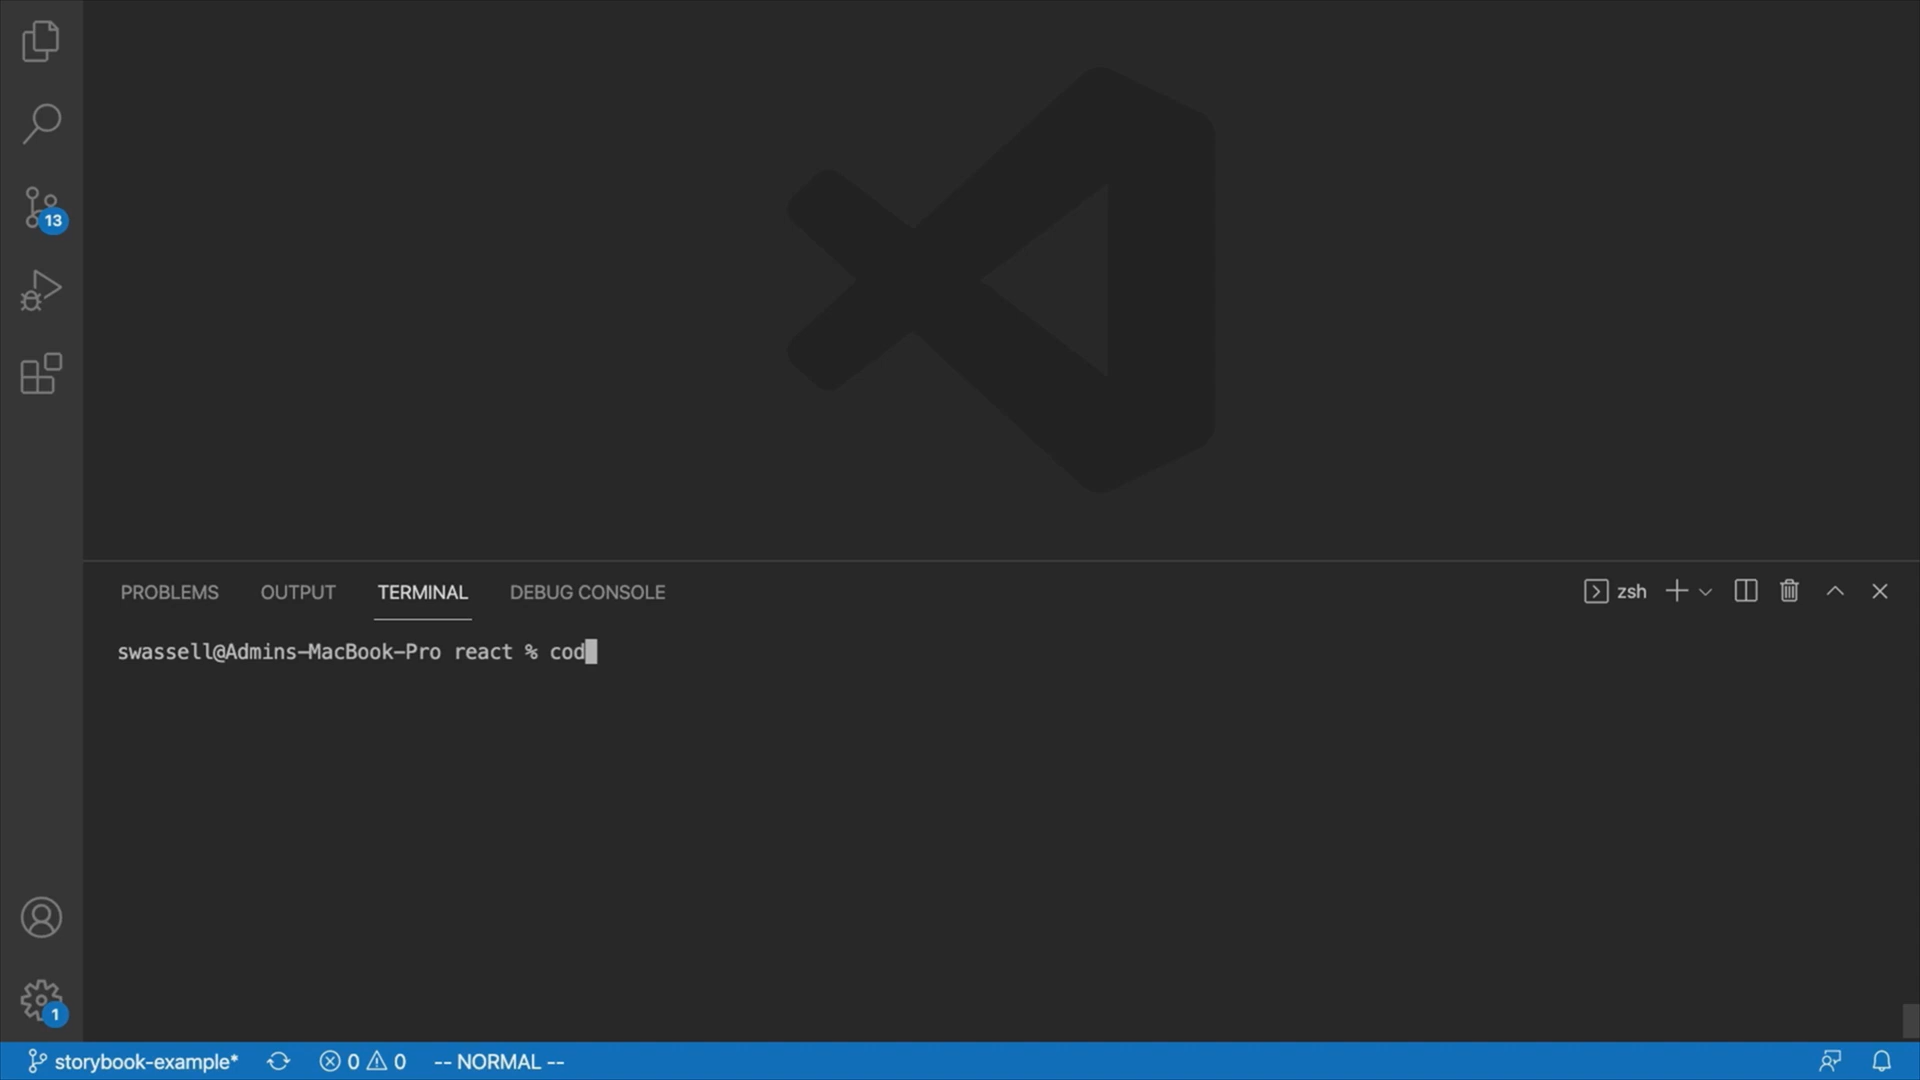 13
PROBLEMS OUTPUT TERMINAL DEBUG CONSOLE zsh
swassell@Admins-MacBook-Pro react % cod
1
storybook-example* 0 0 -- NORMAL --